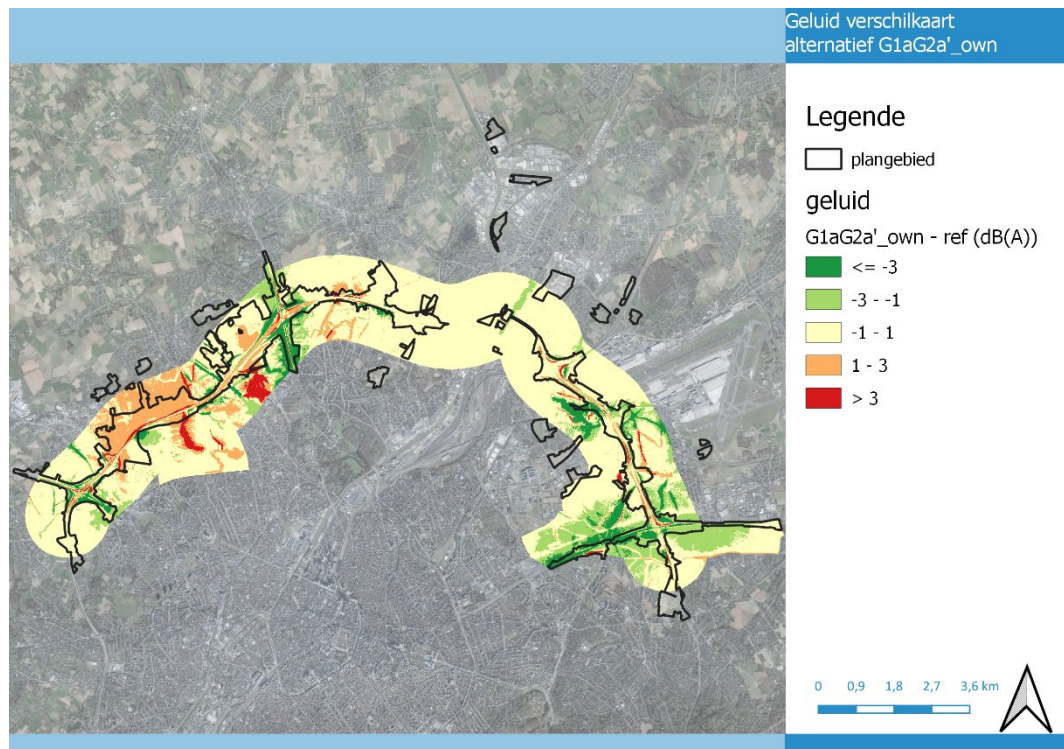 Geluid verschilkaart
alternatief G1aG2a'_own
Legende
plangebied
geluid
G1aG2a'_own - ref (dB(A))
<= -3
-3 - -1
-1 - 1
1 - 3
> 3
0 0,9 1,8 2,7 3,6 km